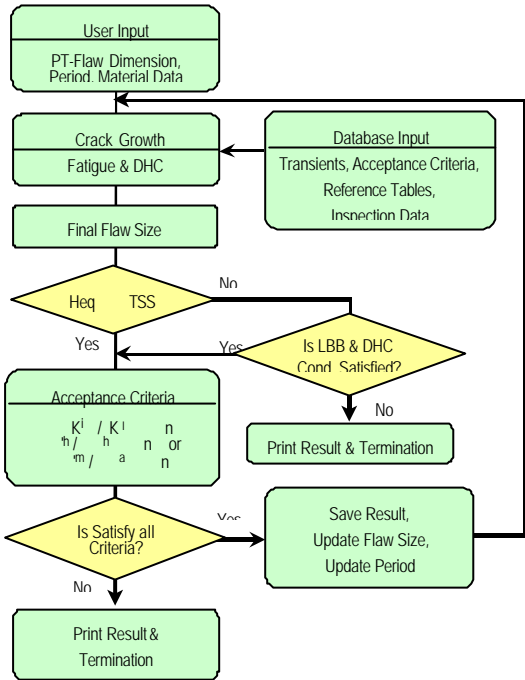 User Input
PT-Flaw Dimension,
Period, Material Data
Crack Growth
Fatigue & DHC
Database Input
Transients, Acceptance Criteria,
Reference Tables,
Inspection Data
Final Flaw Size
Heq TSS
No
Yes
Yes
Is LBB & DHC
Cond. Satisfied?
No
Print Result & Termination
Acceptance Criteria
K / K n
h / h n or
m / a n
Is Satisfy all
Criteria?
Yes
No
Save Result,
Update Flaw Size,
Update Period
Print Result &
Termination